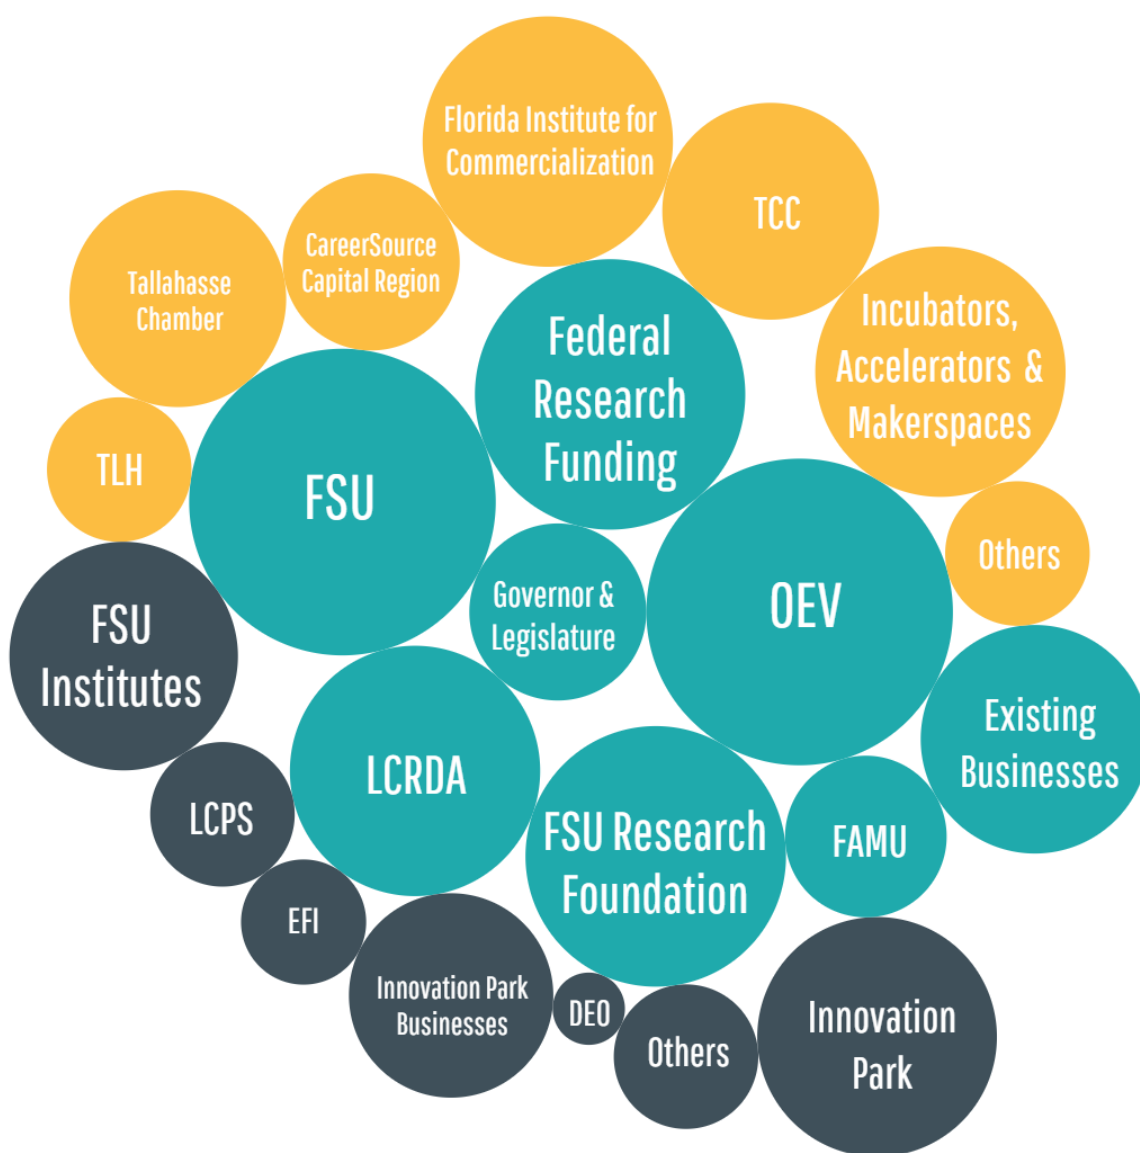 Florida Institute for
Commercialization
TCC
CareerSource
Capital Region
Tallahasse
Chamber
Incubators,
Accelerators &
Makerspaces
Federal
Research
Funding
TLH
FSU
Others
OEV
Governor &
Legislature
FSU
Institutes
Existing
Businesses
LCRDA
LCPS
FSU Research
Foundation
FAMU
EFI
Innovation Park
Businesses
DEO
Others
Innovation
Park